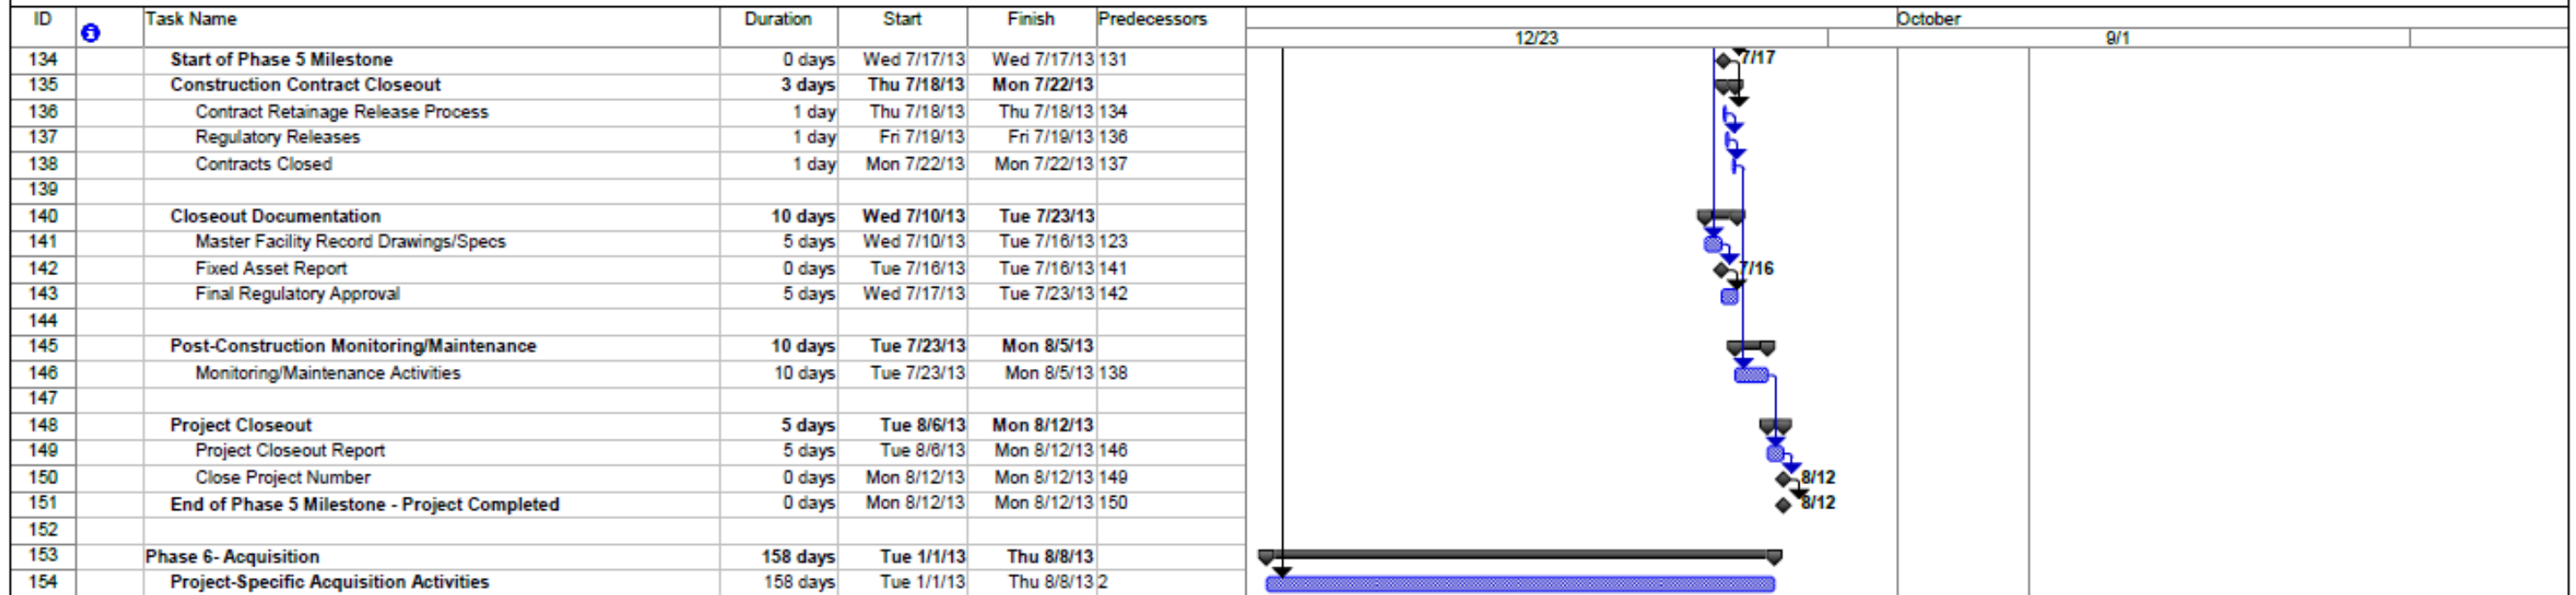 ID Task Name Duration Start Finish Predecessors October
12/23 9/1
134 Start of Phase 5 Milestone 0 days Wed 7/17/13 Wed 7/17/13 131 7/17
135 Construction Contract Closeout 3 days Thu 7/18/13 Mon 7/22/13
136 Contract Retainage Release Process 1 day Thu 7/18/13 Thu 7/18/13 134
137 Regulatory Releases 1 day Fri 7/19/13 Fri 7/19/13 136
138 Contracts Closed 1 day Mon 7/22/13 Mon 7/22/13 137
139
140 Closeout Documentation 10 days Wed 7/10/13 Tue 7/23/13
141 Master Facility Record Drawings/Specs 5 days Wed 7/10/13 Tue 7/16/13 123
142 Fixed Asset Report 0 days Tue 7/16/13 Tue 7/16/13 141 7/16
143 Final Regulatory Approval 5 days Wed 7/17/13 Tue 7/23/13 142
144
145 Post-Construction Monitoring/Maintenance 10 days Tue 7/23/13 Mon 8/5/13
146 Monitoring/Maintenance Activities 10 days Tue 7/23/13 Mon 8/5/13 138
147
148 Project Closeout 5 days Tue 8/6/13 Mon 8/12/13
149 Project Closeout Report 5 days Tue 8/6/13 Mon 8/12/13 146
150 Close Project Number 0 days Mon 8/12/13 Mon 8/12/13 149 8/12
151 End of Phase 5 Milestone - Project Completed 0 days Mon 8/12/13 Mon 8/12/13 150 8/12
152
153 Phase 6- Acquisition 158 days Tue 1/1/13 Thu 8/8/13
154 Project-Specific Acquisition Activities 158 days Tue 1/1/13 Thu 8/8/13 2